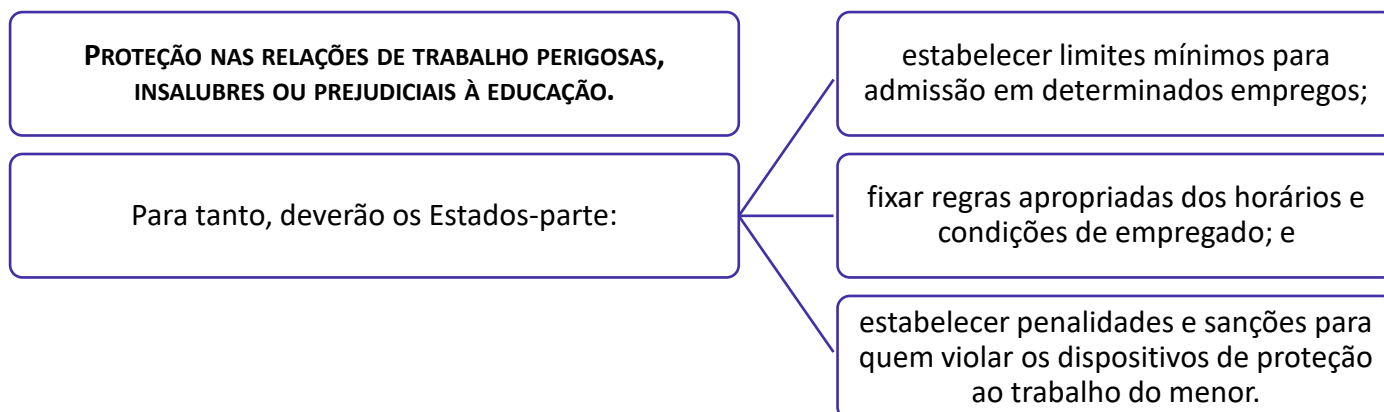 PROTEÇÃO NAS RELAÇÕES DE TRABALHO PERIGOSAS,
INSALUBRES OU PREJUDICIAIS À EDUCAÇÃO.
Para tanto, deverão os Estados-parte:
estabelecer limites mínimos para
admissão em determinados empregos;
fixar regras apropriadas dos horários e
condições de empregado; e
estabelecer penalidades e sanções para
quem violar os dispositivos de proteção
ao trabalho do menor.